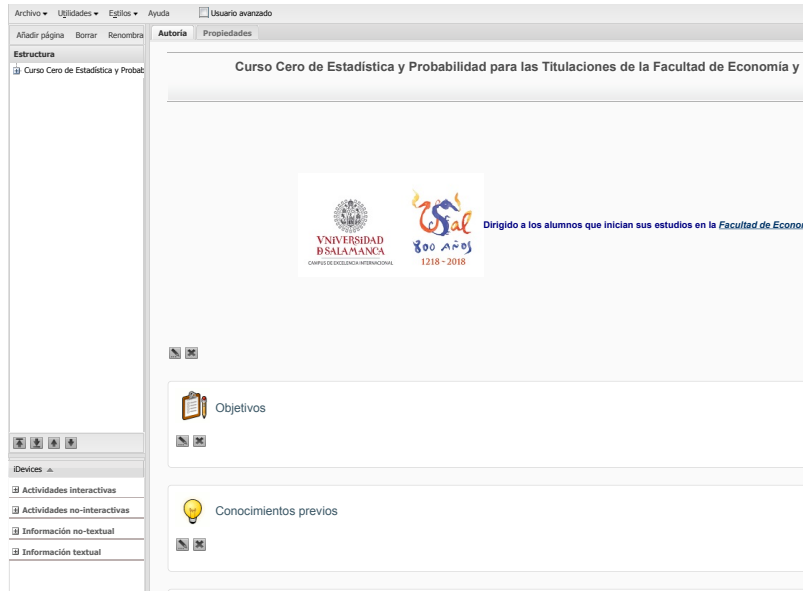 Archivo Utilidades Estilos Ayuda Usuario avanzado
Añadir página Borrar Renombra
Autoría Propiedades
Estructura
Curso Cero de Estadística y Probab
Curso Cero de Estadística y Probabilidad para las Titulaciones de la Facultad de Economía y
VNiVERSiDAD
D SALAMANCA
CAMPUS DE EXCELENCIA INTERNACIONAL
USal
800 AÑOS
1218 - 2018
Dirigido a los alumnos que inician sus estudios en la Facultad de Econo
Objetivos
Conocimientos previos
iDevices
Actividades interactivas
Actividades no-interactivas
Información no-textual
Información textual